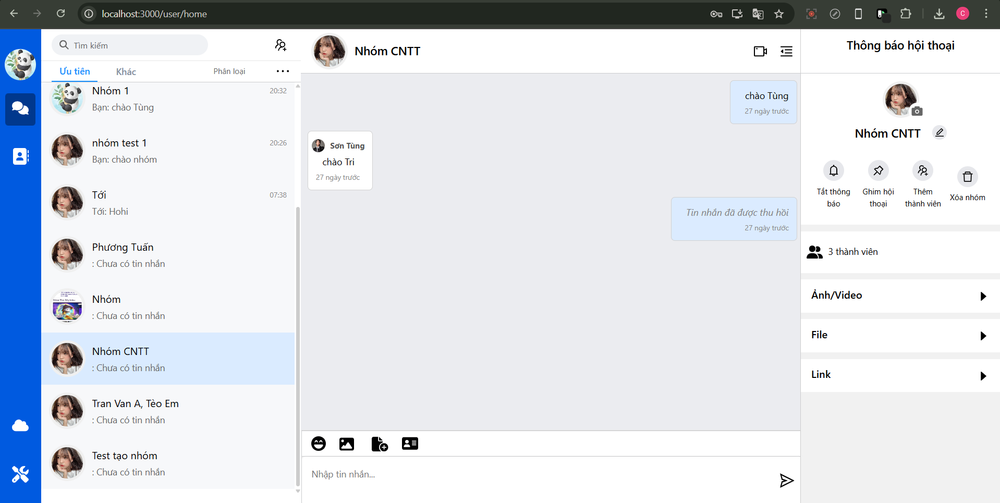 localhost:3000/user/home
C
Tìm kiếm
Ưu tiên
Khác
Phân loại
Nhóm 1
20:32
Bạn: chào Tùng
nhóm test 1
20:26
Bạn: chào nhóm
Tới
07:38
Tới: Hohi
Phương Tuấn
: Chưa có tin nhắn
Nhóm
: Chưa có tin nhắn
Nhóm CNTT
: Chưa có tin nhắn
Tran Van A, Tèo Em
: Chưa có tin nhắn
Test tạo nhóm
: Chưa có tin nhắn
Nhóm CNTT
chào Tùng
27 ngày trước
Sơn Tùng
chào Tri
27 ngày trước
Tin nhắn đã được thu hồi
27 ngày trước
Nhập tin nhắn...
Thông báo hội thoại
Nhóm CNTT
Tắt thông
báo
Ghim hội
thoại
Thêm
thành viên
Xóa nhóm
3 thành viên
Ảnh/Video
File
Link